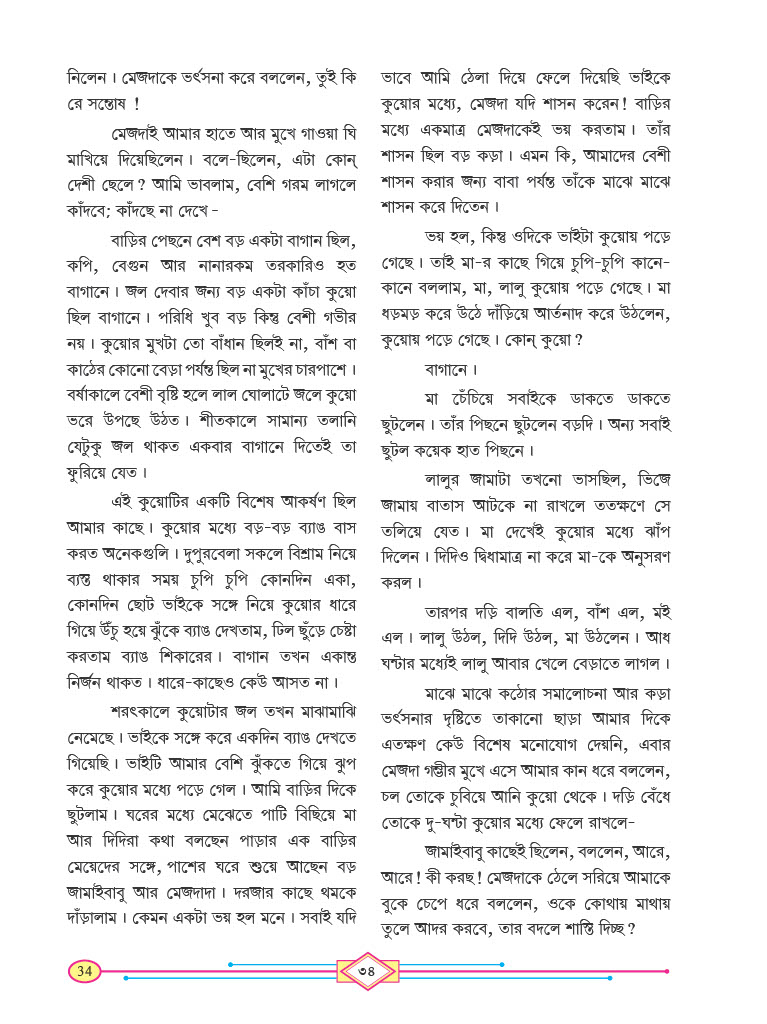 নিলেন। মেজদাকে ভর্ৎসনা করে বললেন, তুই কি
রে সন্তোষ !
মেজদাই আমার হাতে আর মুখে গাওয়া ঘি
মাখিয়ে দিয়েছিলেন। বলে-ছিলেন, এটা কোন্
দেশী ছেলে? আমি ভাবলাম, বেশি গরম লাগলে
কাঁদবে; কাঁদছে না দেখে -
বাড়ির পেছনে বেশ বড় একটা বাগান ছিল,
কপি, বেগুন আর নানারকম তরকারিও হত
বাগানে। জল দেবার জন্য বড় একটা কাঁচা কুয়ো
ছিল বাগানে। পরিধি খুব বড় কিন্তু বেশী গভীর
নয়। কুয়োর মুখটা তো বাঁধান ছিলই না, বাঁশ বা
কাঠের কোনো বেড়া পর্যন্ত ছিল না মুখের চারপাশে।
বর্ষাকালে বেশী বৃষ্টি হলে লাল ঘোলাটে জলে কুয়ো
ভরে উপছে উঠত। শীতকালে সামান্য তলানি
যেটুকু জল থাকত একবার বাগানে দিতেই তা
ফুরিয়ে যেত।
এই কুয়োটির একটি বিশেষ আকর্ষণ ছিল
আমার কাছে। কুয়োর মধ্যে বড়-বড় ব্যাঙ বাস
করত অনেকগুলি। দুপুরবেলা সকলে বিশ্রাম নিয়ে
ব্যস্ত থাকার সময় চুপি চুপি কোনদিন একা,
কোনদিন ছোট ভাইকে সঙ্গে নিয়ে কুয়োর ধারে
গিয়ে উঁচু হয়ে ঝুঁকে ব্যাঙ দেখতাম, ঢিল ছুঁড়ে চেষ্টা
করতাম ব্যাঙ শিকারের। বাগান তখন একান্ত
নির্জন থাকত। ধারে-কাছেও কেউ আসত না।
শরৎকালে কুয়োটার জল তখন মাঝামাঝি
নেমেছে। ভাইকে সঙ্গে করে একদিন ব্যাঙ দেখতে
গিয়েছি। ভাইটি আমার বেশি ঝুঁকতে গিয়ে ঝুপ
করে কুয়োর মধ্যে পড়ে গেল। আমি বাড়ির দিকে
ছুটলাম। ঘরের মধ্যে মেঝেতে পাটি বিছিয়ে মা
আর দিদিরা কথা বলছেন পাড়ার এক বাড়ির
মেয়েদের সঙ্গে, পাশের ঘরে শুয়ে আছেন বড়
জামাইবাবু আর মেজদাদা। দরজার কাছে থমকে
দাঁড়ালাম। কেমন একটা ভয় হল মনে। সবাই যদি
ভাবে আমি ঠেলা দিয়ে ফেলে দিয়েছি ভাইকে
কুয়োর মধ্যে, মেজদা যদি শাসন করেন! বাড়ির
মধ্যে একমাত্র মেজদাকেই ভয় করতাম। তাঁর
শাসন ছিল বড় কড়া। এমন কি, আমাদের বেশী
শাসন করার জন্য বাবা পর্যন্ত তাঁকে মাঝে মাঝে
শাসন করে দিতেন।
ভয় হল, কিন্তু ওদিকে ভাইটা কুয়োয় পড়ে
গেছে। তাই মা-র কাছে গিয়ে চুপি-চুপি কানে-
কানে বললাম, মা, লালু কুয়োয় পড়ে গেছে। মা
ধড়মড় করে উঠে দাঁড়িয়ে আর্তনাদ করে উঠলেন,
কুয়োয় পড়ে গেছে। কোন্ কুয়ো?
বাগানে।
মা চেঁচিয়ে সবাইকে ডাকতে ডাকতে
ছুটলেন। তাঁর পিছনে ছুটলেন বড়দি। অন্য সবাই
ছুটল কয়েক হাত পিছনে।
লালুর জামাটা তখনো ভাসছিল, ভিজে
জামায় বাতাস আটকে না রাখলে ততক্ষণে সে
তলিয়ে যেত। মা দেখেই কুয়োর মধ্যে ঝাঁপ
দিলেন। দিদিও দ্বিধামাত্র না করে মা-কে অনুসরণ
করল।
তারপর দড়ি বালতি এল, বাঁশ এল, মই
এল। লালু উঠল, দিদি উঠল, মা উঠলেন। আধ
ঘন্টার মধ্যেই লালু আবার খেলে বেড়াতে লাগল।
মাঝে মাঝে কঠোর সমালোচনা আর কড়া
ভর্ৎসনার দৃষ্টিতে তাকানো ছাড়া আমার দিকে
এতক্ষণ কেউ বিশেষ মনোযোগ দেয়নি, এবার
মেজদা গম্ভীর মুখে এসে আমার কান ধরে বললেন,
চল তোকে চুবিয়ে আনি কুয়ো থেকে। দড়ি বেঁধে
তোকে দু-ঘন্টা কুয়োর মধ্যে ফেলে রাখলে-
জামাইবাবু কাছেই ছিলেন, বললেন, আরে,
আরে! কী করছ! মেজদাকে ঠেলে সরিয়ে আমাকে
বুকে চেপে ধরে বললেন, ওকে কোথায় মাথায়
তুলে আদর করবে, তার বদলে শাস্তি দিচ্ছ?
34
৩৪